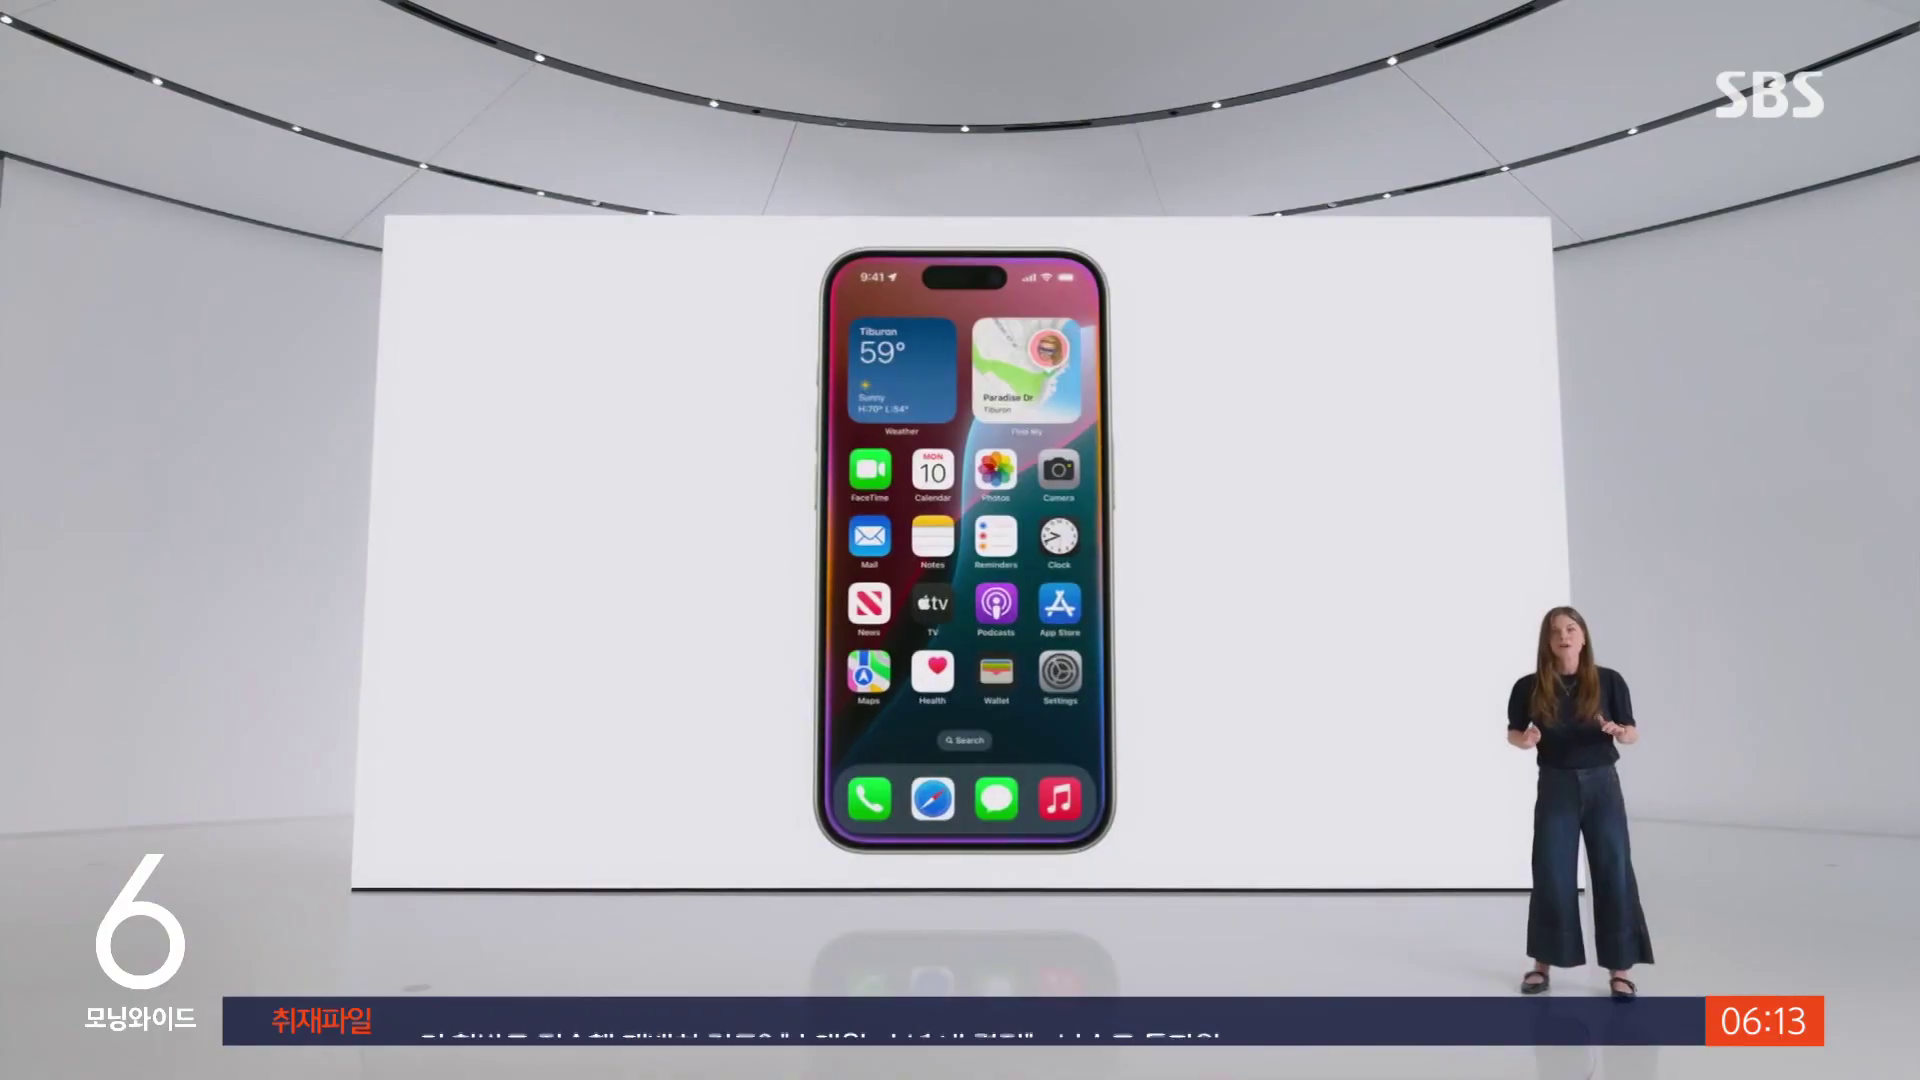 SBS
9:41
Tiburon
59°
Sunny
H:70° L:54°
Weather
Paradise Dr
Tiburon
Find My
FaceTime
MON
10
Calendar
Photos
Camera
Mail
Notes
Reminders
Clock
News
tv
TV
Podcasts
App Store
Maps
Health
Wallet
Settings
Search
6
모닝와이드
취재파일
06:13